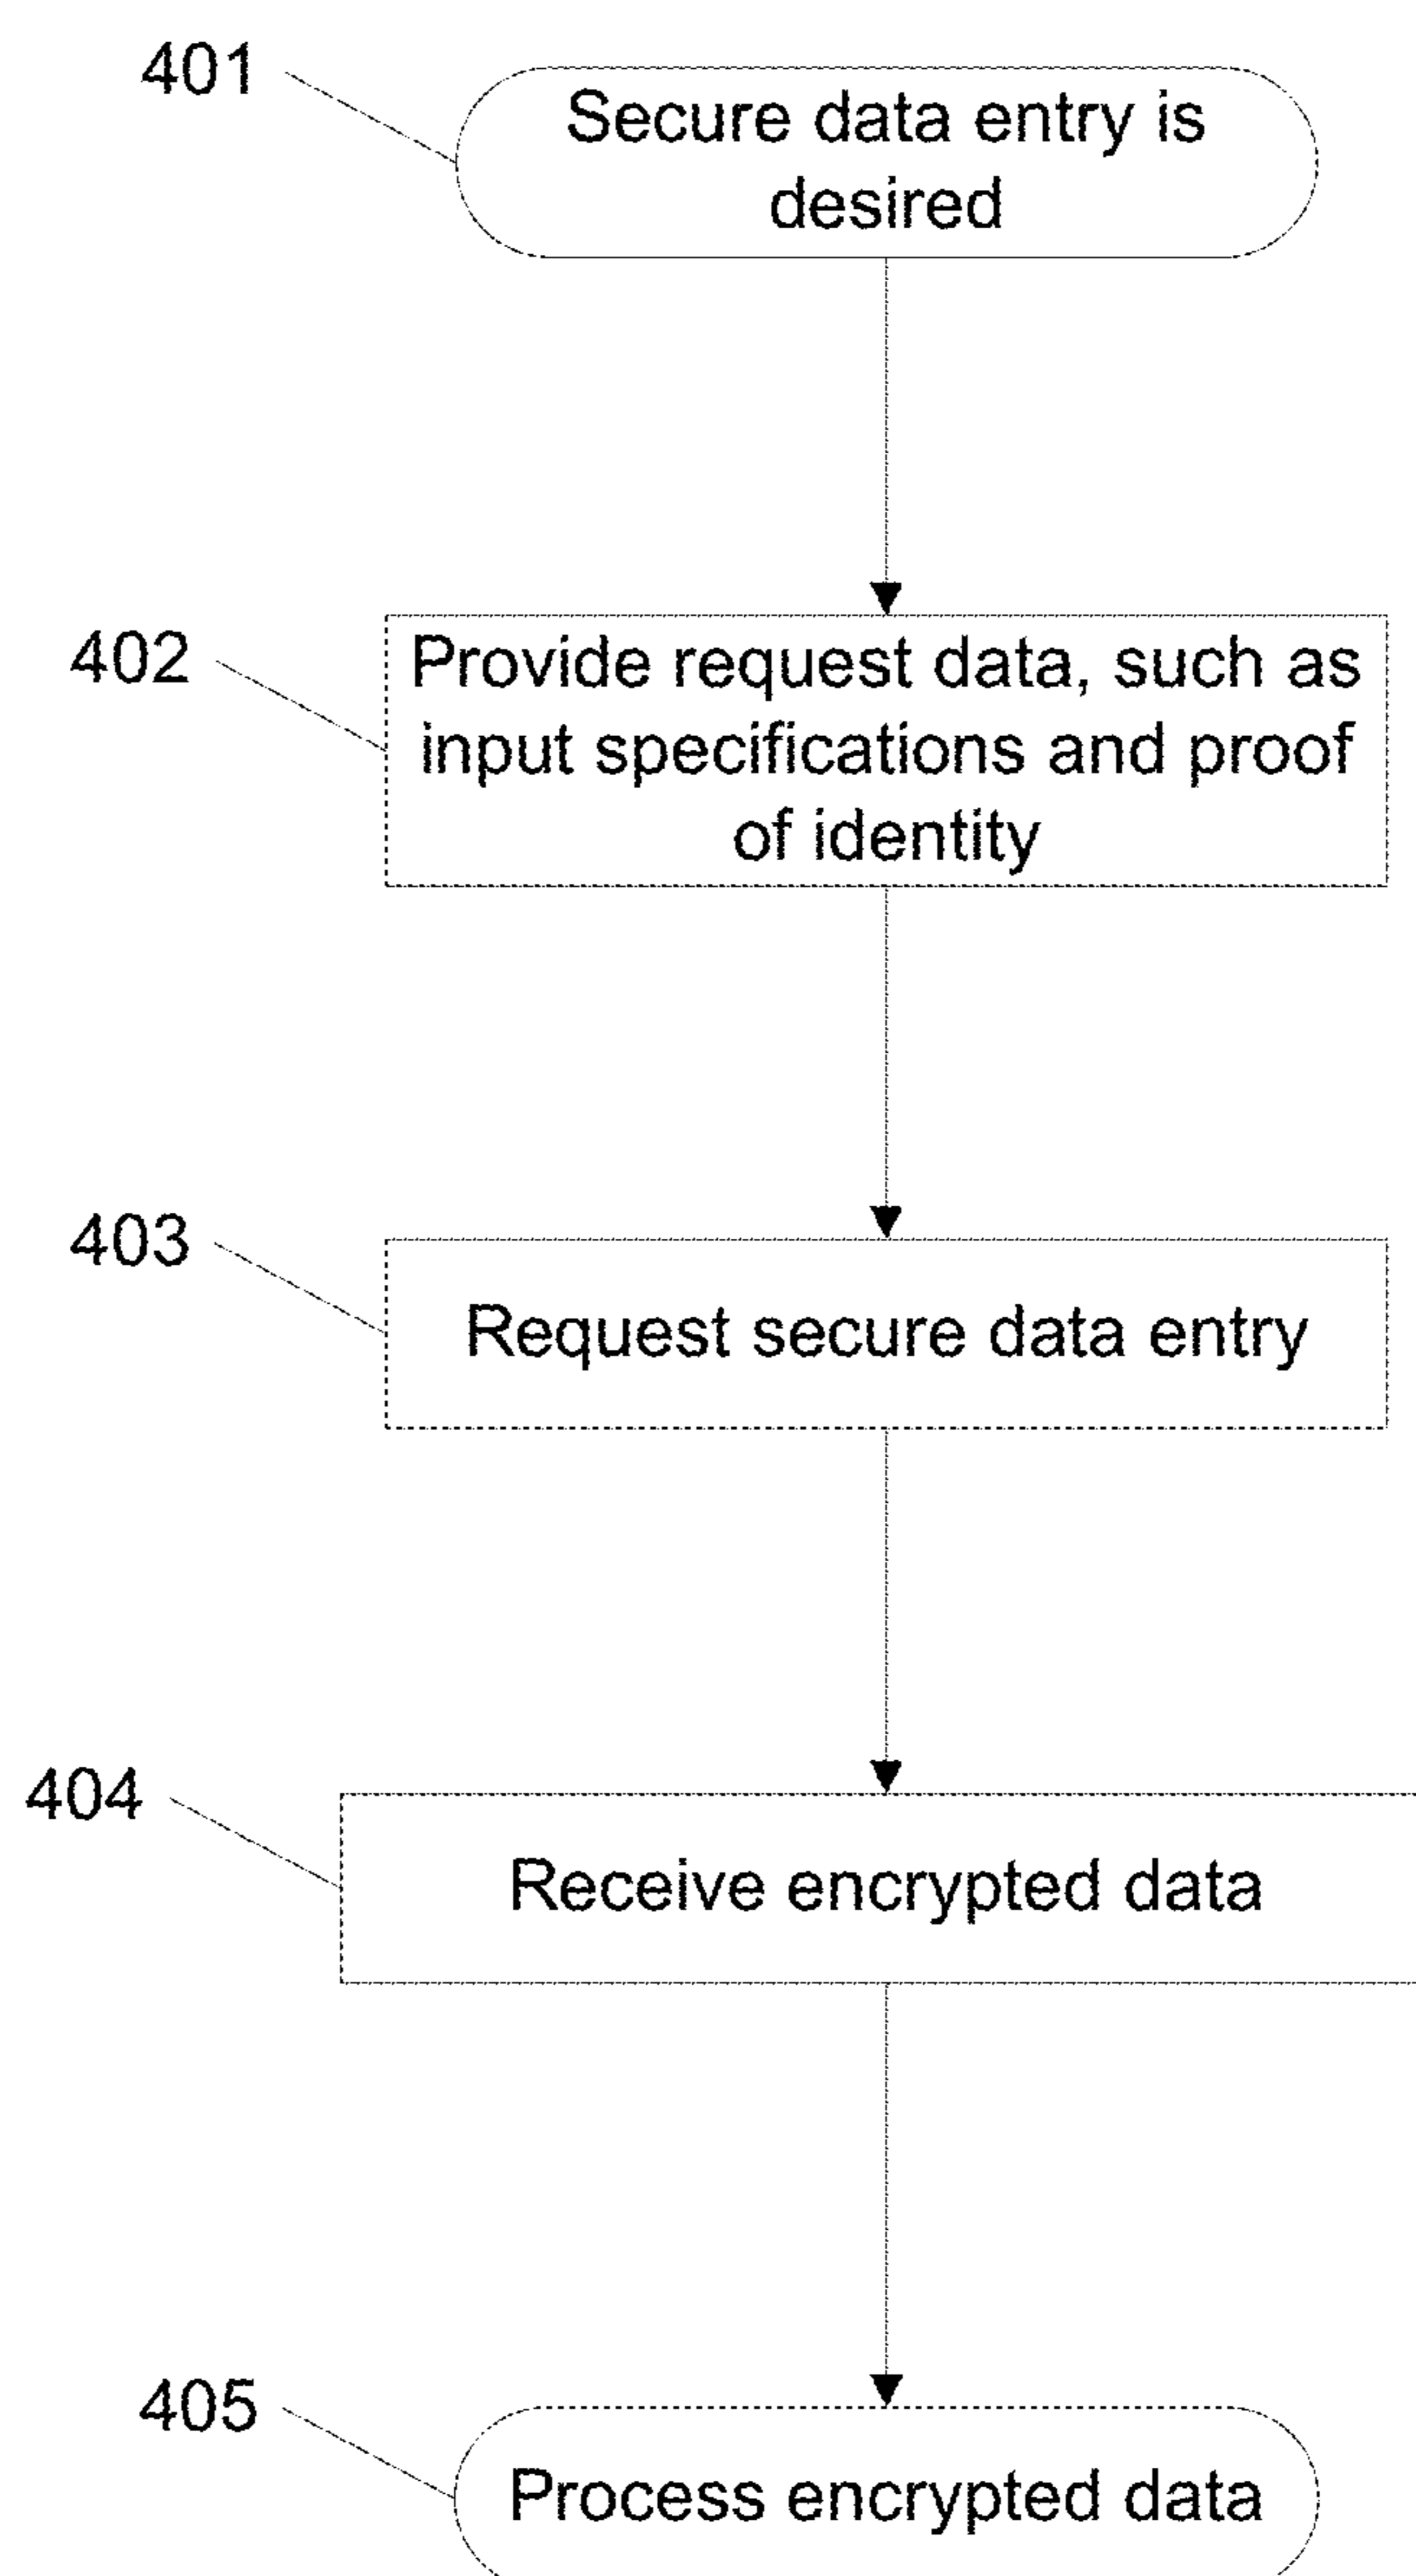 401
Secure data entry is
desired
402
Provide request data, such as
input specifications and proof
of identity
403
Request secure data entry
404
Receive encrypted data
405
Process encrypted data